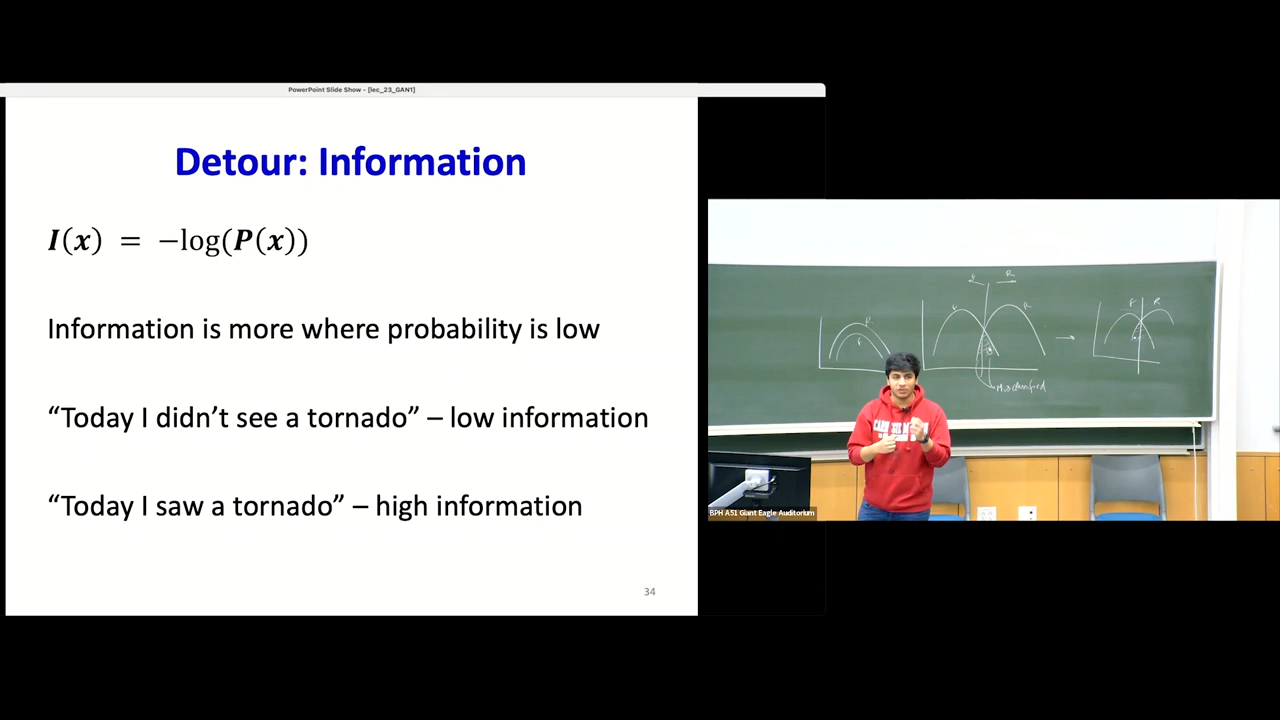 PowerPoint Slide Show - [lec_23_GAN1]
Detour: Information
I(x) = −log(P(x))
Information is more where probability is low
“Today I didn’t see a tornado” – low information
“Today I saw a tornado” – high information
34
R
F R
F R
R
F
Misclassified
BPH A51 Giant Eagle Auditorium